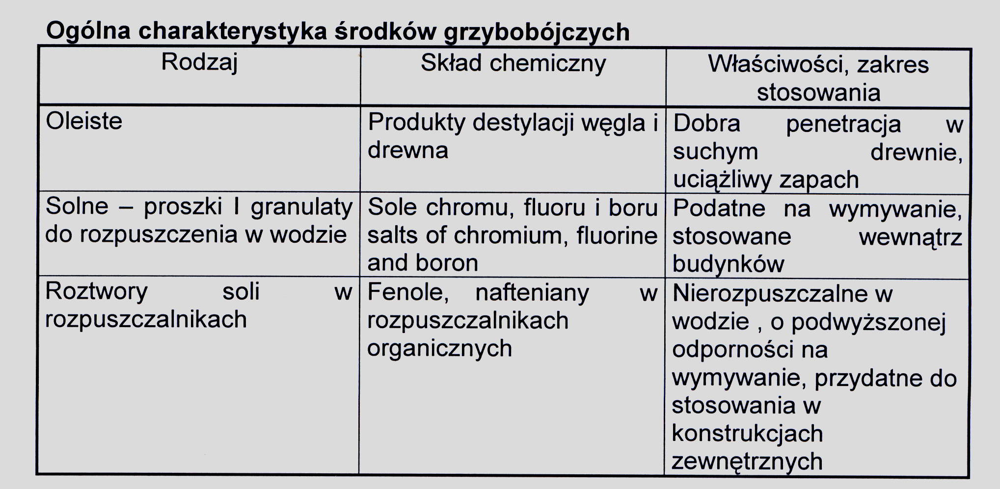 Ogólna charakterystyka środków grzybobójczych
Rodzaj
Skład chemiczny
Właściwości, zakres
stosowania
Oleiste
Produkty destylacji węgla i
drewna
Dobra penetracja w
suchym drewnie,
uciążliwy zapach
Solne – proszki I granulaty
do rozpuszczenia w wodzie
Sole chromu, fluoru i boru
salts of chromium, fluorine
and boron
Podatne na wymywanie,
stosowane wewnątrz
budynków
Roztwory soli w
rozpuszczalnikach
Fenole, nafteniany w
rozpuszczalnikach
organicznych
Nierozpuszczalne w
wodzie , o podwyższonej
odporności na
wymywanie, przydatne do
stosowania w
konstrukcjach
zewnętrznych